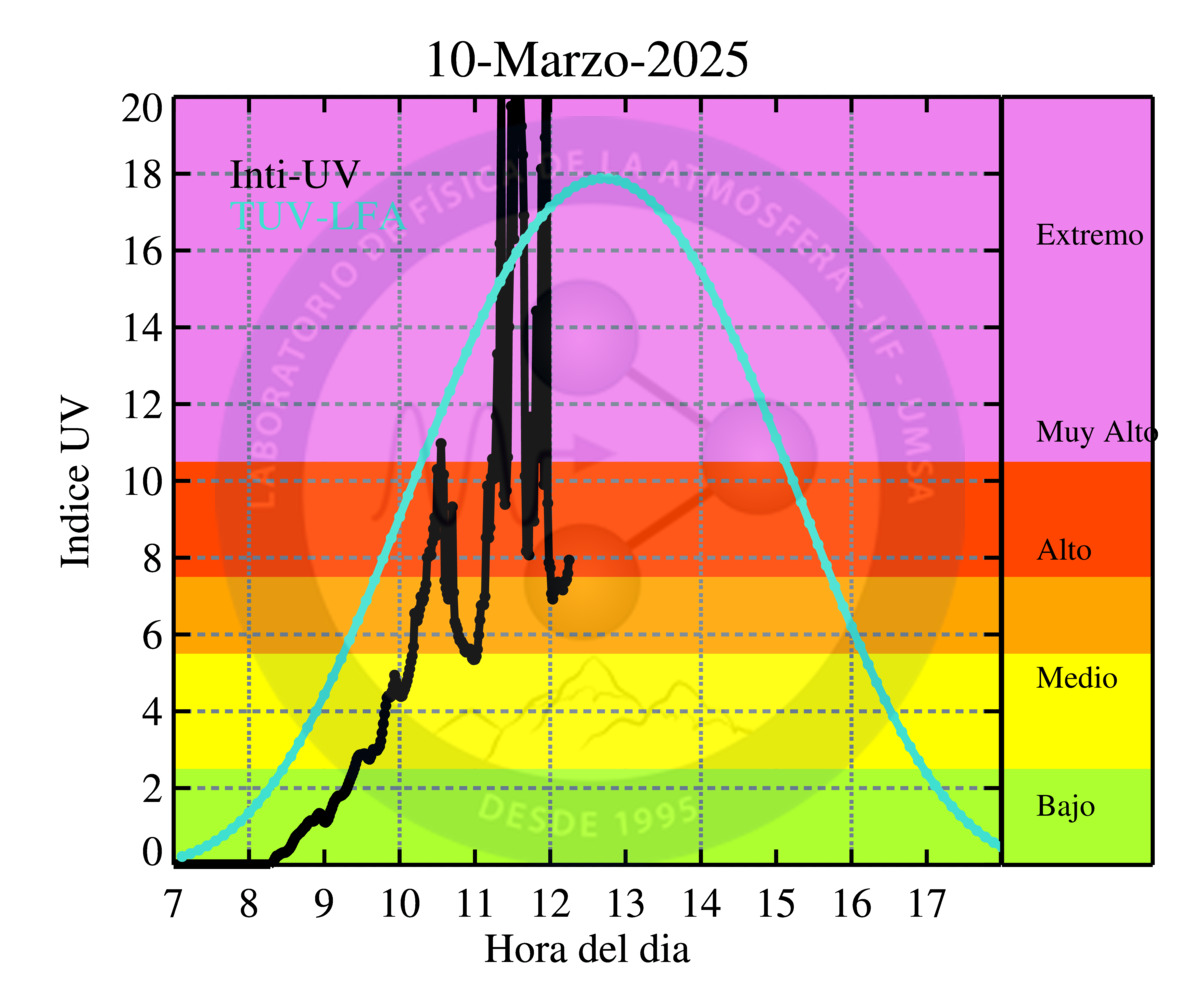 10-Marzo-2025
20
18
16
14
12
10
8
6
4
2
0
Indice UV
Inti-UV
TUV-LFA
LABORATORIO DE FÍSICA DE LA ATMÓSFERA - IIF - UMSA
DESDE 1995
Extremo
Muy Alto
Alto
Medio
Bajo
7 8 9 10 11 12 13 14 15 16 17
Hora del dia